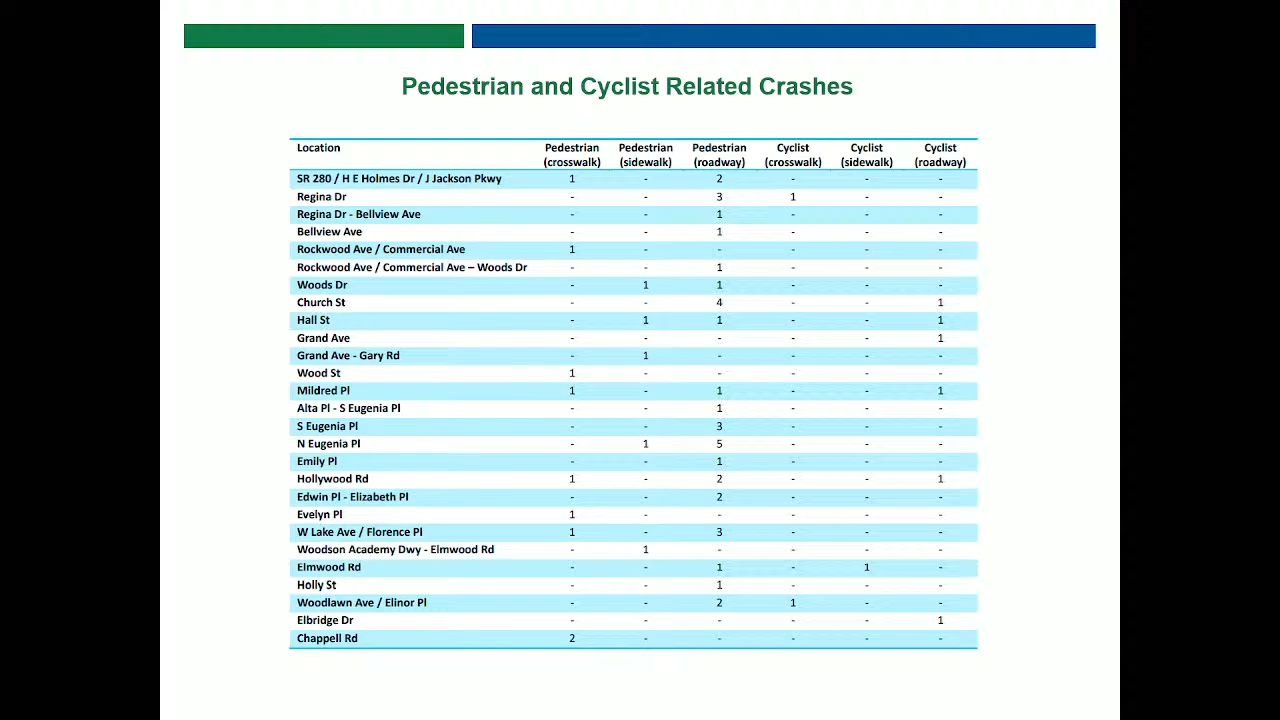 Pedestrian and Cyclist Related Crashes
Location Pedestrian (crosswalk) Pedestrian (sidewalk) Pedestrian (roadway) Cyclist (crosswalk) Cyclist (sidewalk) Cyclist (roadway)
SR 280 / H E Holmes Dr / J Jackson Pkwy 1 - 2 - - -
Regina Dr - - 3 1 - -
Regina Dr - Bellview Ave - - 1 - - -
Bellview Ave - - 1 - - -
Rockwood Ave / Commercial Ave 1 - - - - -
Rockwood Ave / Commercial Ave – Woods Dr - - 1 - - -
Woods Dr - 1 1 - - -
Church St - - 4 - - 1
Hall St - 1 1 - - 1
Grand Ave - - - - - 1
Grand Ave - Gary Rd - 1 - - - -
Wood St 1 - - - - -
Mildred Pl 1 - 1 - - 1
Alta Pl - S Eugenia Pl - - 1 - - -
S Eugenia Pl - - 3 - - -
N Eugenia Pl - 1 5 - - -
Emily Pl - - 1 - - -
Hollywood Rd 1 - 2 - - 1
Edwin Pl - Elizabeth Pl - - 2 - - -
Evelyn Pl 1 - - - - -
W Lake Ave / Florence Pl 1 - 3 - - -
Woodson Academy Dwy - Elmwood Rd - 1 - - - -
Elmwood Rd - - 1 - 1 -
Holly St - - 1 - - -
Woodlawn Ave / Elinor Pl - - 2 1 - -
Elbridge Dr - - - - - 1
Chappell Rd 2 - - - - -